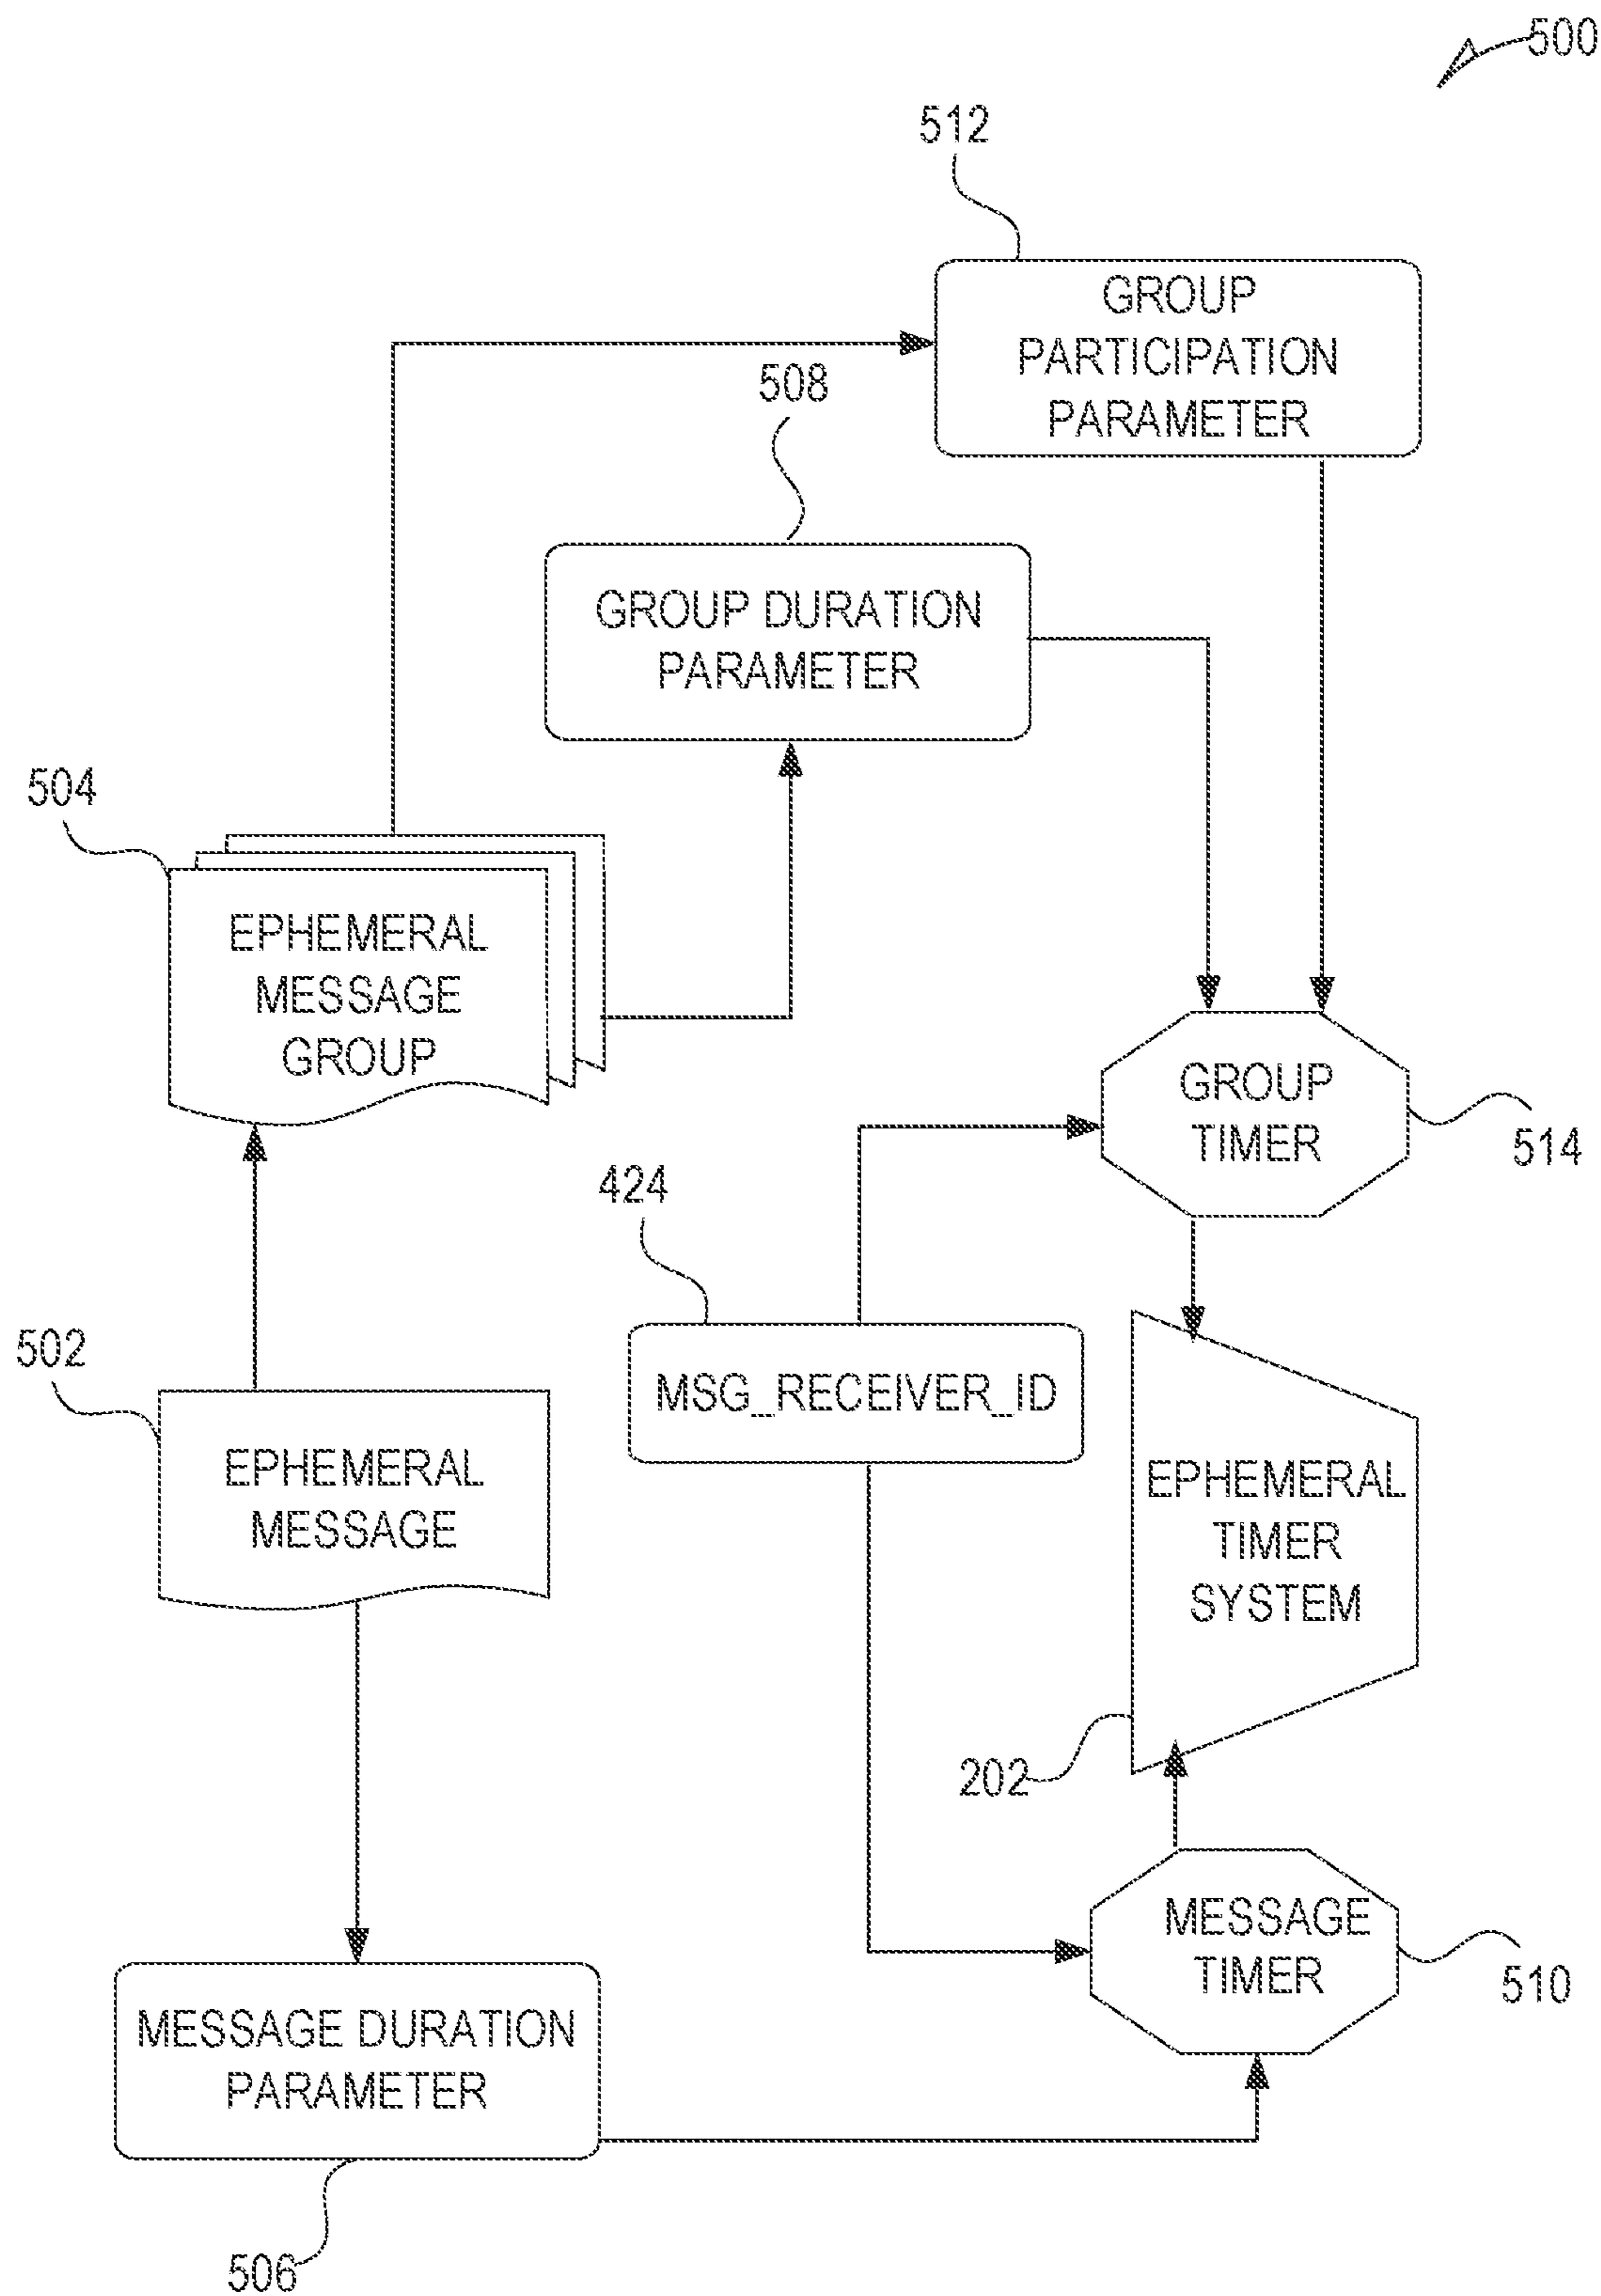 500
512
GROUP
PARTICIPATION
PARAMETER
508
GROUP DURATION
PARAMETER
504
EPHEMERAL
MESSAGE
GROUP
GROUP
TIMER
514
424
MSG_RECEIVER_ID
502
EPHEMERAL
MESSAGE
EPHEMERAL
TIMER
SYSTEM
202
MESSAGE
TIMER
510
MESSAGE DURATION
PARAMETER
506